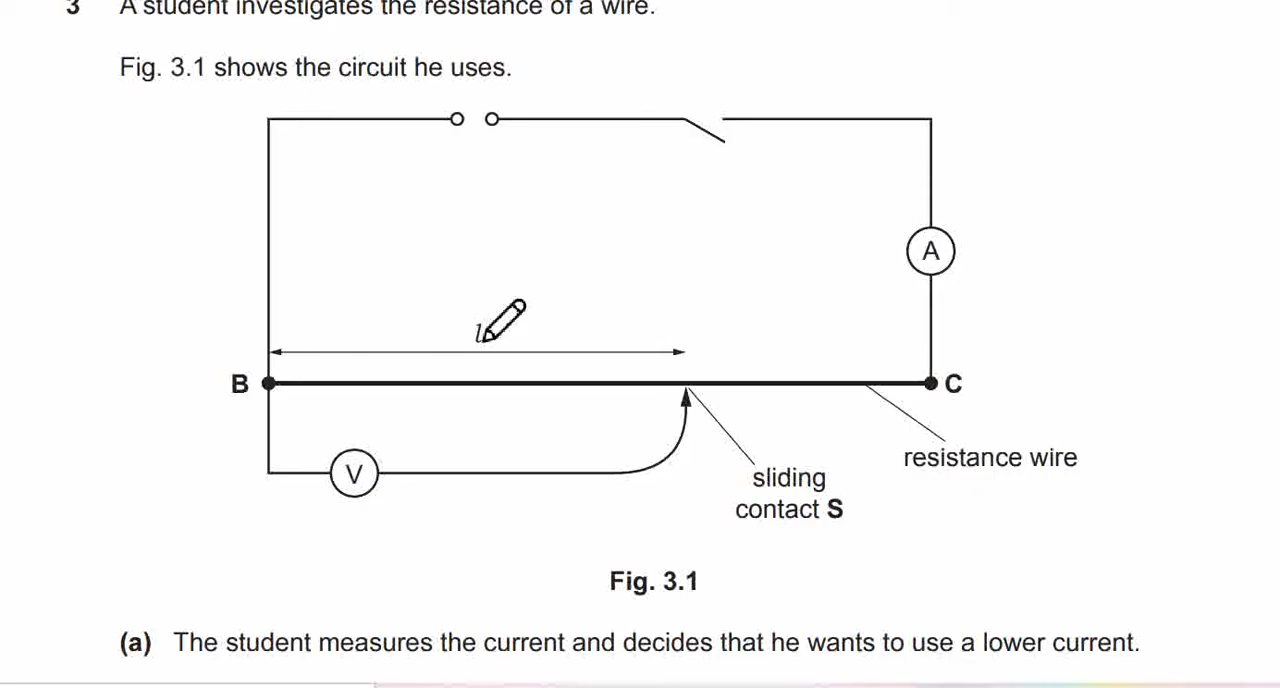 3 A student investigates the resistance of a wire.
Fig. 3.1 shows the circuit he uses.
A
l
B
C
resistance wire
V
sliding
contact S
Fig. 3.1
(a) The student measures the current and decides that he wants to use a lower current.